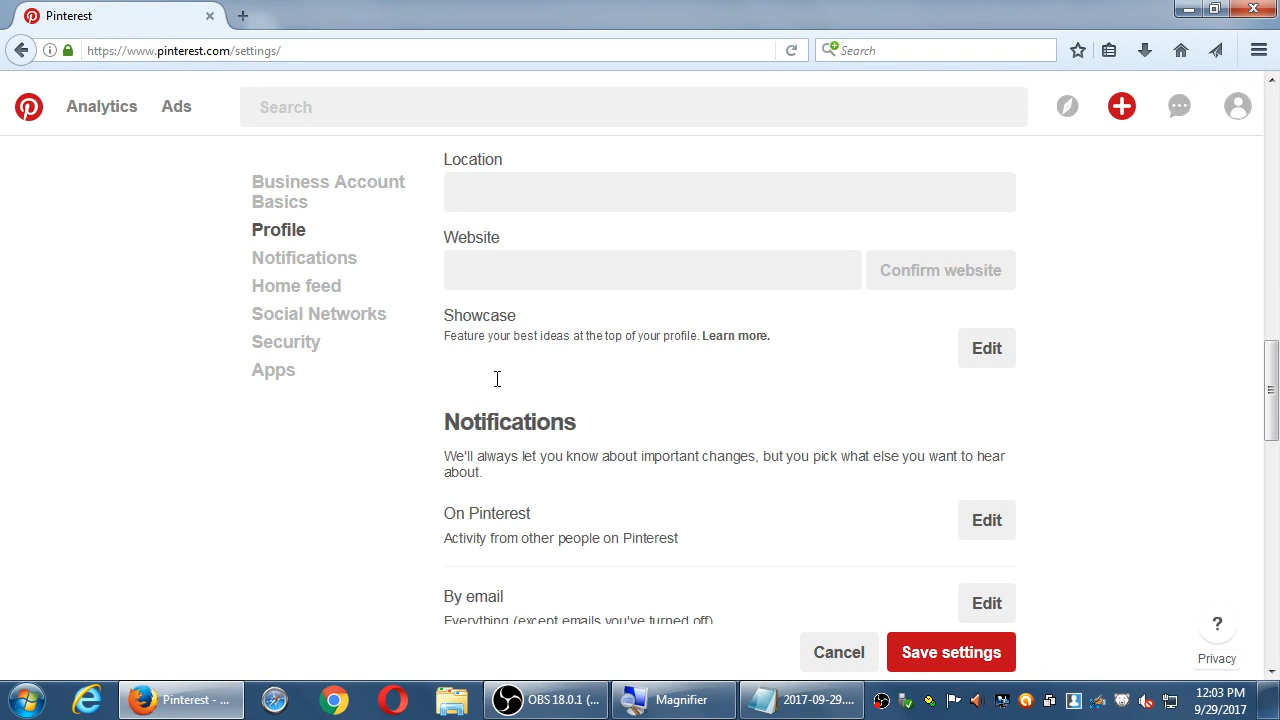 Pinterest
https://www.pinterest.com/settings/
Search
Analytics
Ads
Search
Business Account
Basics
Profile
Notifications
Home feed
Social Networks
Security
Apps
Location
Website
Confirm website
Showcase
Feature your best ideas at the top of your profile. Learn more.
Edit
Notifications
We'll always let you know about important changes, but you pick what else you want to hear
about.
On Pinterest
Activity from other people on Pinterest
Edit
By email
Everything (except emails you've turned off)
Edit
Cancel
Save settings
?
Privacy
Pinterest - ...
OBS 18.0.1 (...
Magnifier
2017-09-29....
12:03 PM
9/29/2017